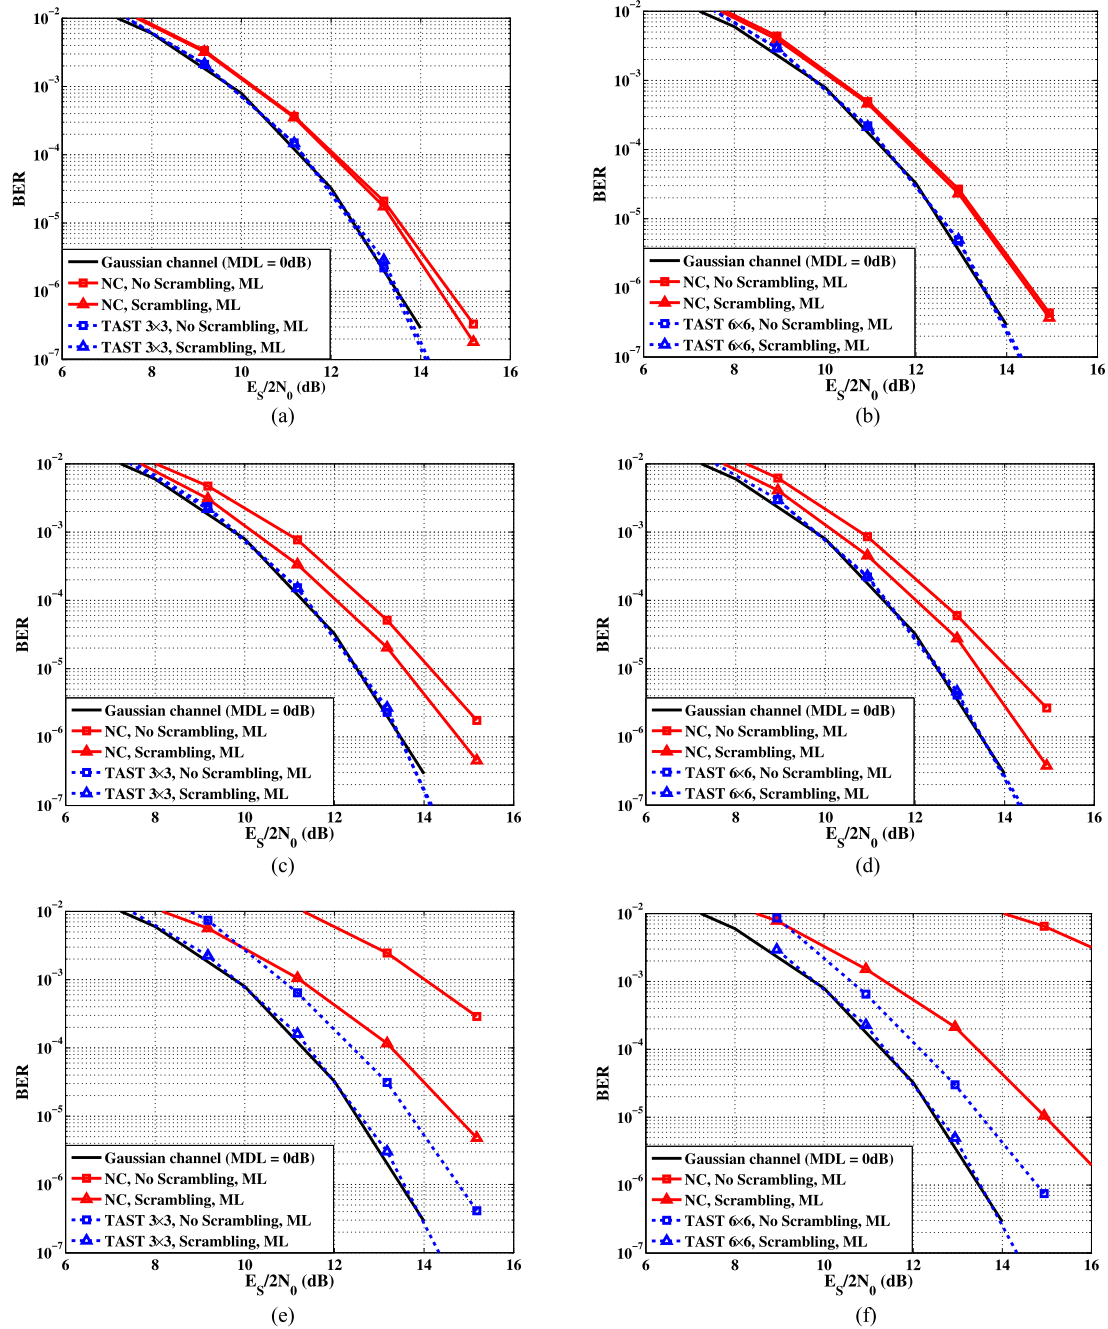 10⁻²
10⁻³
10⁻⁴
10⁻⁵
10⁻⁶
10⁻⁷
BER
Gaussian channel (MDL = 0dB)
NC, No Scrambling, ML
NC, Scrambling, ML
TAST 3×3, No Scrambling, ML
TAST 3×3, Scrambling, ML
6 8 10 12 14 16
E_S/2N_0 (dB)
(a)
10⁻²
10⁻³
10⁻⁴
10⁻⁵
10⁻⁶
10⁻⁷
BER
Gaussian channel (MDL = 0dB)
NC, No Scrambling, ML
NC, Scrambling, ML
TAST 6×6, No Scrambling, ML
TAST 6×6, Scrambling, ML
6 8 10 12 14 16
E_S/2N_0 (dB)
(b)
10⁻²
10⁻³
10⁻⁴
10⁻⁵
10⁻⁶
10⁻⁷
BER
Gaussian channel (MDL = 0dB)
NC, No Scrambling, ML
NC, Scrambling, ML
TAST 3×3, No Scrambling, ML
TAST 3×3, Scrambling, ML
6 8 10 12 14 16
E_S/2N_0 (dB)
(c)
10⁻²
10⁻³
10⁻⁴
10⁻⁵
10⁻⁶
10⁻⁷
BER
Gaussian channel (MDL = 0dB)
NC, No Scrambling, ML
NC, Scrambling, ML
TAST 6×6, No Scrambling, ML
TAST 6×6, Scrambling, ML
6 8 10 12 14 16
E_S/2N_0 (dB)
(d)
10⁻²
10⁻³
10⁻⁴
10⁻⁵
10⁻⁶
10⁻⁷
BER
Gaussian channel (MDL = 0dB)
NC, No Scrambling, ML
NC, Scrambling, ML
TAST 3×3, No Scrambling, ML
TAST 3×3, Scrambling, ML
6 8 10 12 14 16
E_S/2N_0 (dB)
(e)
10⁻²
10⁻³
10⁻⁴
10⁻⁵
10⁻⁶
10⁻⁷
BER
Gaussian channel (MDL = 0dB)
NC, No Scrambling, ML
NC, Scrambling, ML
TAST 6×6, No Scrambling, ML
TAST 6×6, Scrambling, ML
6 8 10 12 14 16
E_S/2N_0 (dB)
(f)